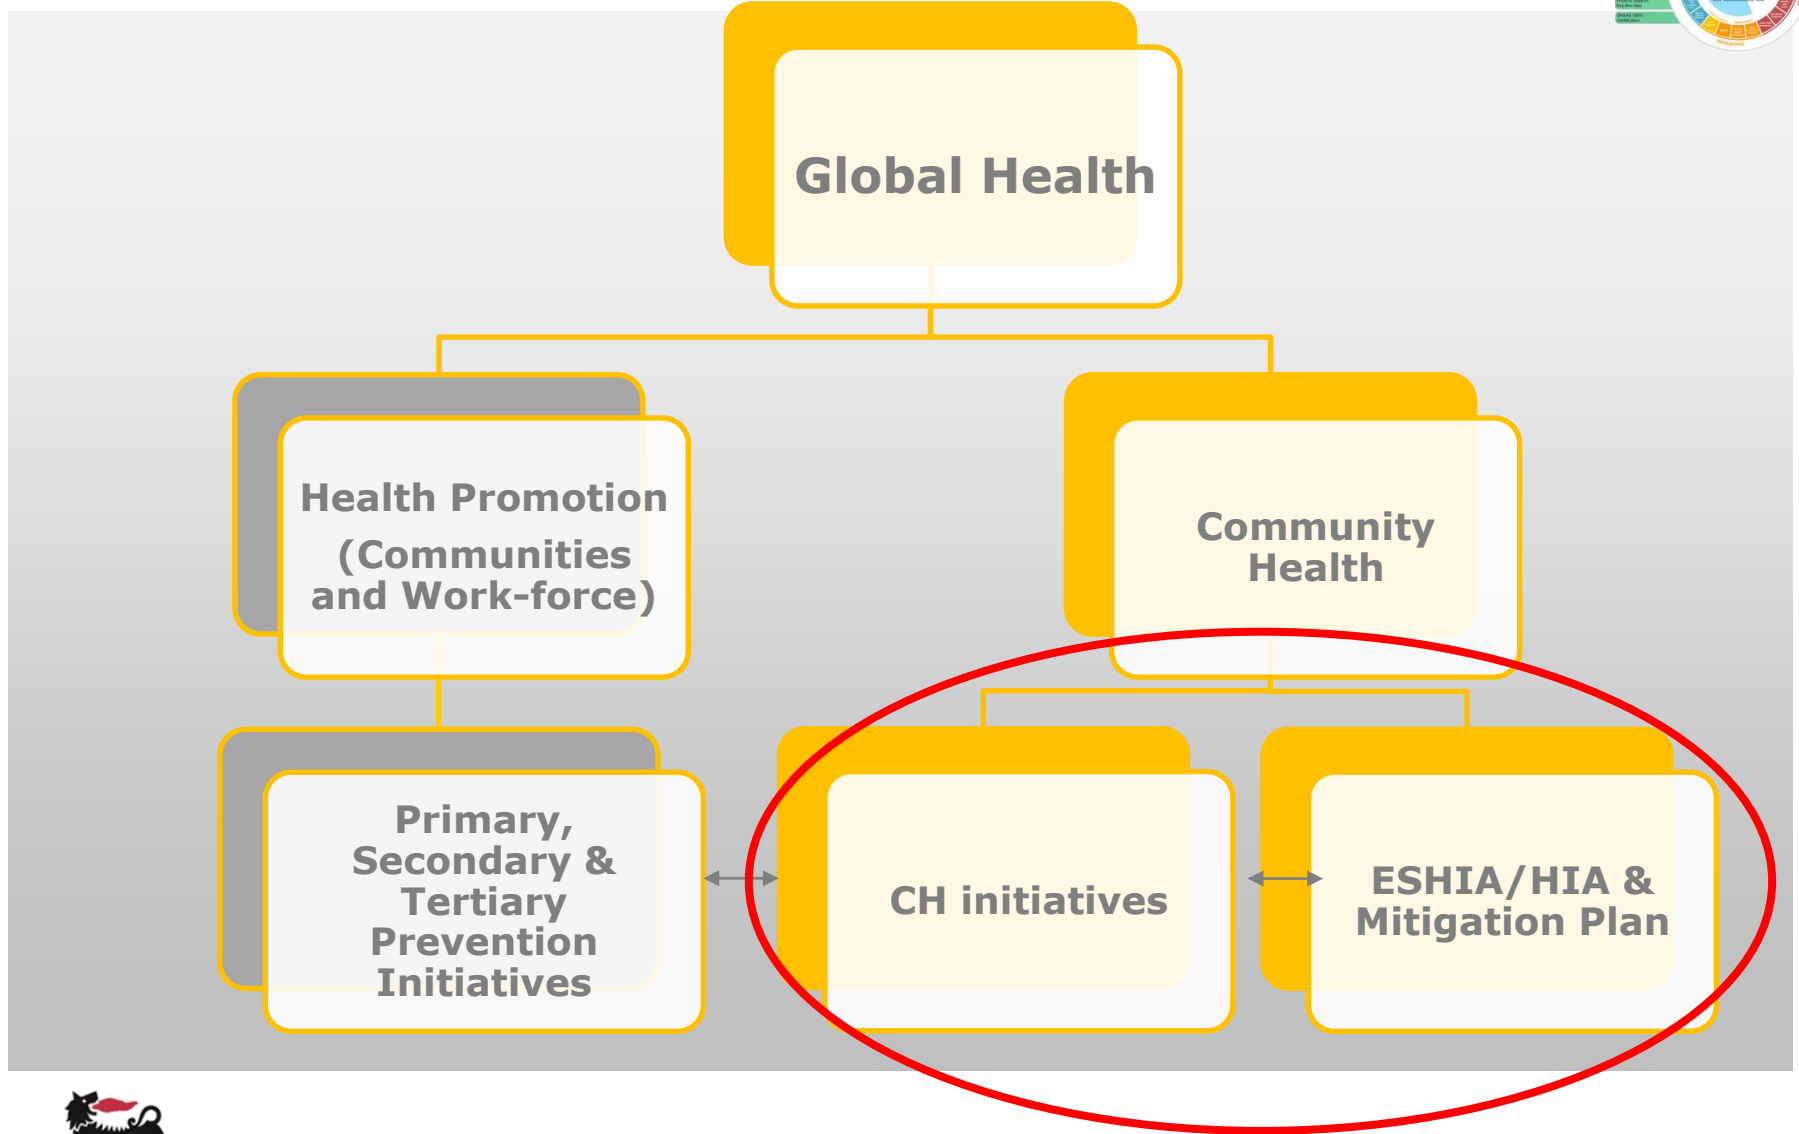 Global Health
Health Promotion
(Communities
and Work-force)
Community
Health
Primary,
Secondary &
Tertiary
Prevention
Initiatives
CH initiatives
ESHIA/HIA &
Mitigation Plan